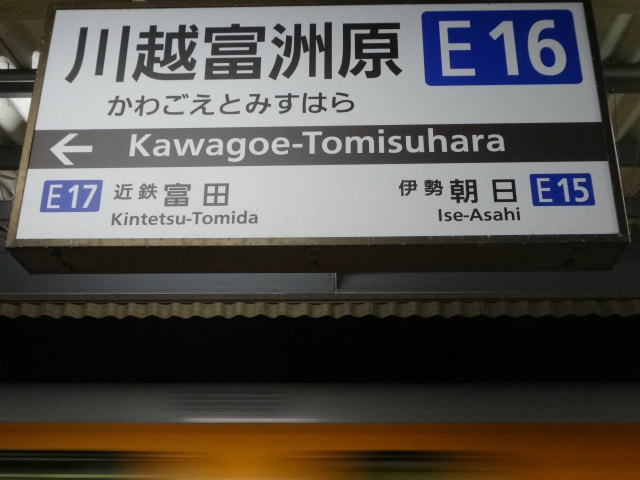 川越富洲原 E16
かわごえとみすはら
← Kawagoe-Tomisuhara
E17 近鉄富田 伊勢朝日 E15
Kintetsu-Tomida Ise-Asahi